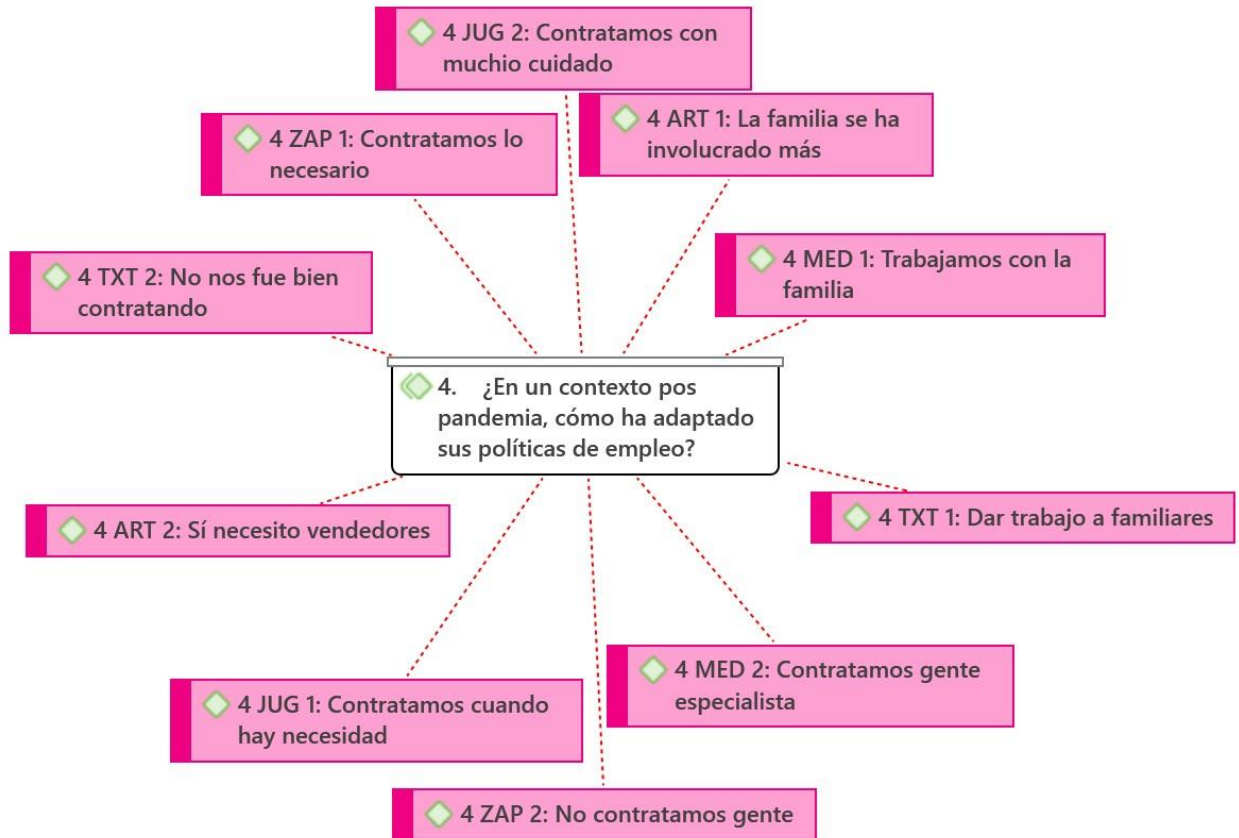 4 JUG 2: Contratamos con
muchio cuidado
4 ART 1: La familia se ha
involucrado más
4 ZAP 1: Contratamos lo
necesario
4 MED 1: Trabajamos con la
familia
4 TXT 2: No nos fue bien
contratando
4. ¿En un contexto pos
pandemia, cómo ha adaptado
sus políticas de empleo?
4 ART 2: Sí necesito vendedores
4 TXT 1: Dar trabajo a familiares
4 MED 2: Contratamos gente
especialista
4 JUG 1: Contratamos cuando
hay necesidad
4 ZAP 2: No contratamos gente